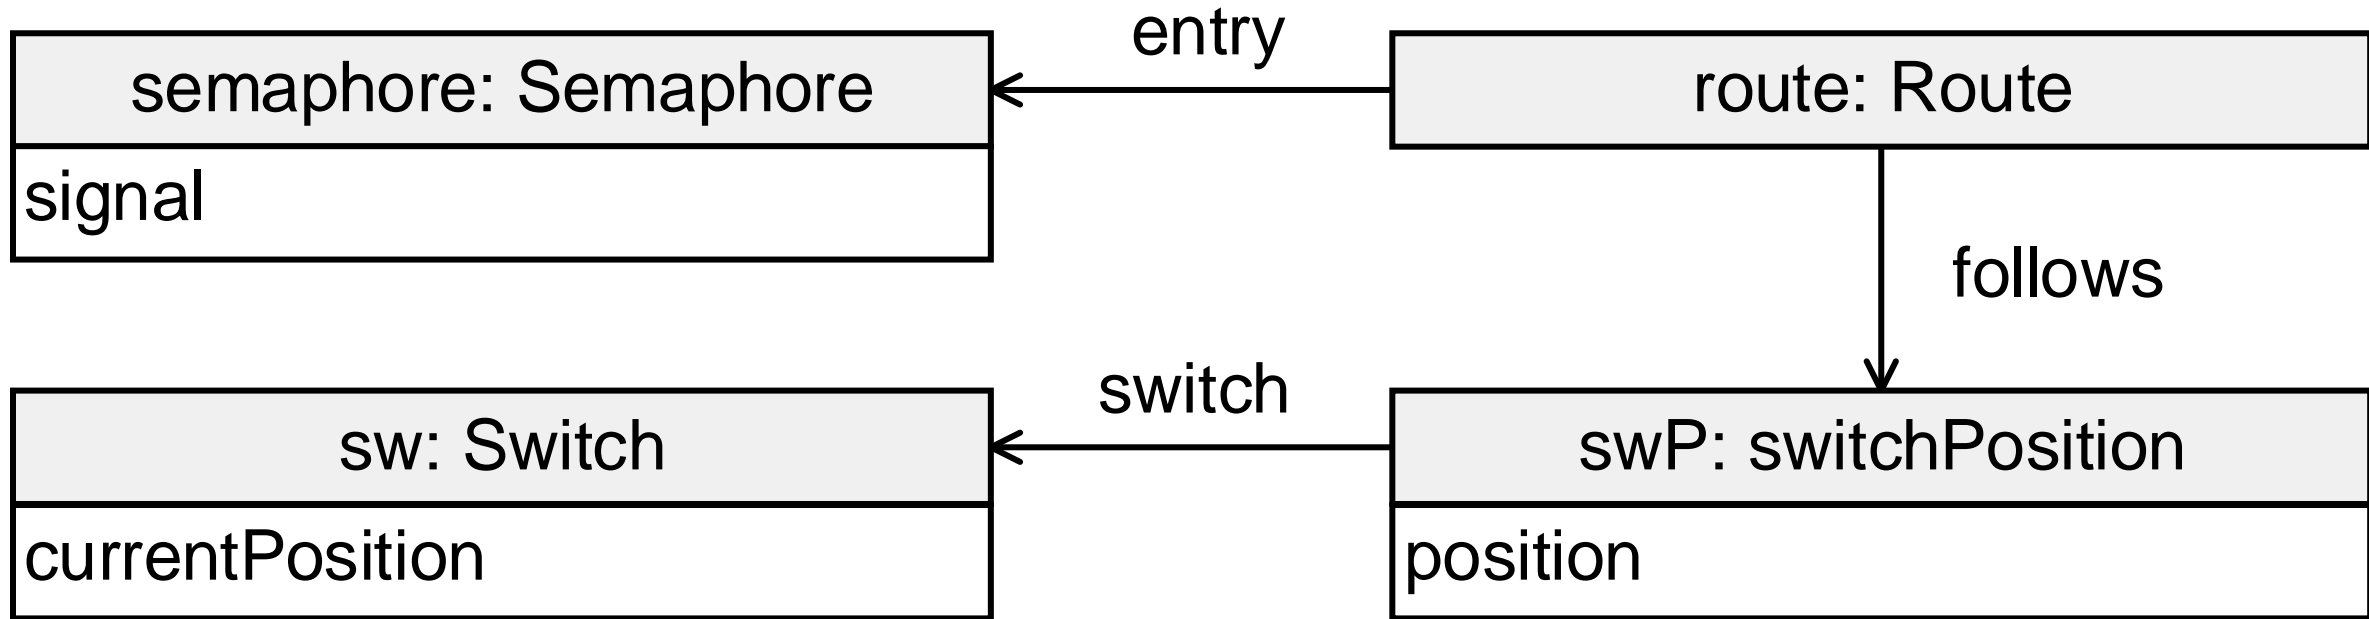 entry
semaphore: Semaphore
route: Route
signal
follows
switch
sw: Switch
swP: switchPosition
currentPosition
position